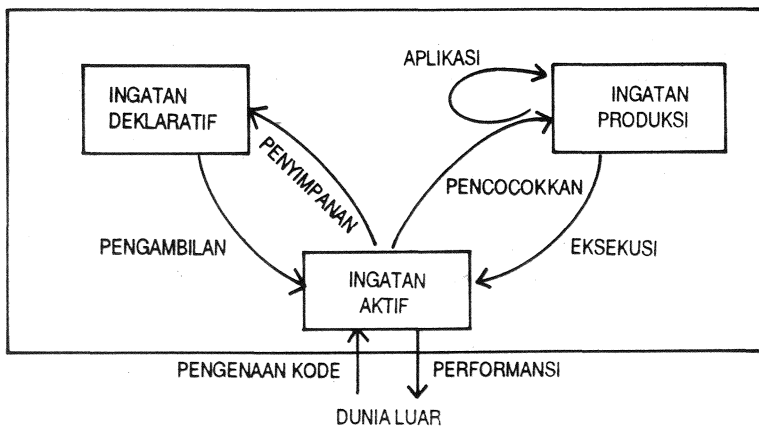 APLIKASI
INGATAN
DEKLARATIF
INGATAN
PRODUKSI
PENYIMPANAN
PENCOCOKKAN
PENGAMBILAN
EKSEKUSI
INGATAN
AKTIF
PENGENAAN KODE
PERFORMANSI
DUNIA LUAR